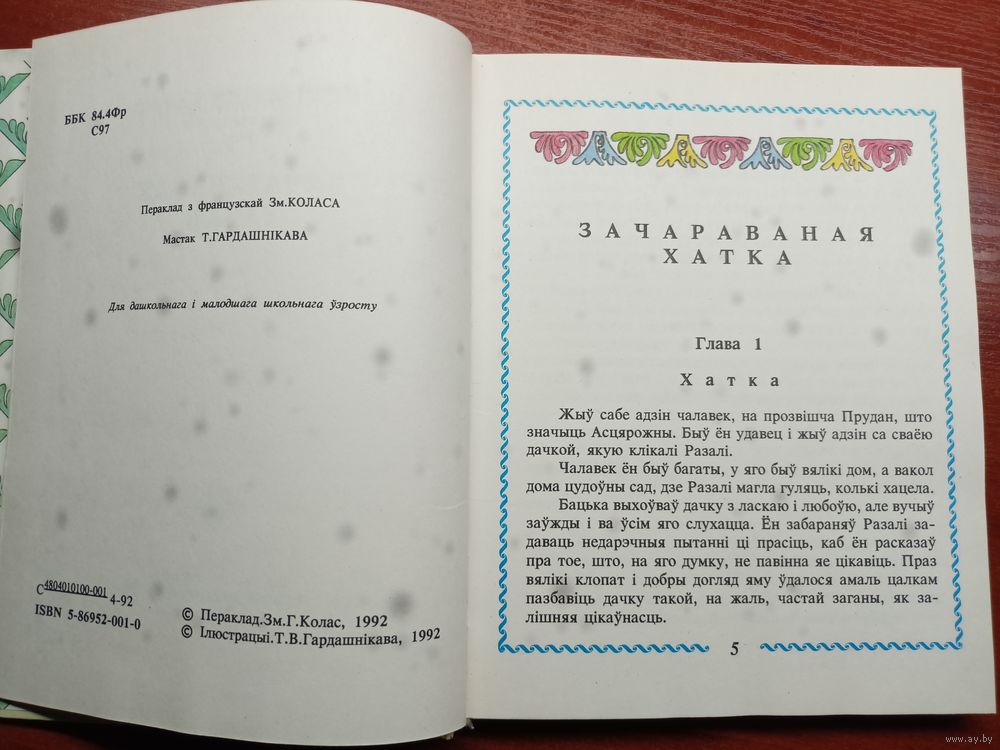 ББК 84.4Фр
С97
Пераклад з французскай Зм.КОЛАСА
Мастак Т.ГАРДАШНІКАВА
Для дашкольнага і малодшага школьнага ўзросту
С 4804010100-001 4-92
ISBN 5-86952-001-0
© Пераклад.Зм.Г.Колас, 1992
© Ілюстрацыі.Т.В.Гардашнікава, 1992
ЗАЧАРАВАНАЯ
ХАТКА
Глава 1
Хатка
Жыў сабе адзін чалавек, на прозвішча Прудан, што
значыць Асцярожны. Быў ён удавец і жыў адзін са сваёю
дачкой, якую клікалі Разалі.
Чалавек ён быў багаты, у яго быў вялікі дом, а вакол
дома цудоўны сад, дзе Разалі магла гуляць, колькі хацела.
Бацька выхоўваў дачку з ласкаю і любоўю, але вучыў
заўжды і ва ўсім яго слухацца. Ён забараняў Разалі за-
даваць недарэчныя пытанні ці прасіць, каб ён расказаў
пра тое, што, на яго думку, не павінна яе цікавіць. Праз
вялікі клопат і добры догляд яму ўдалося амаль цалкам
пазбавіць дачку такой, на жаль, частай заганы, як за-
лішняя цікаўнасць.
5
www.ay.by